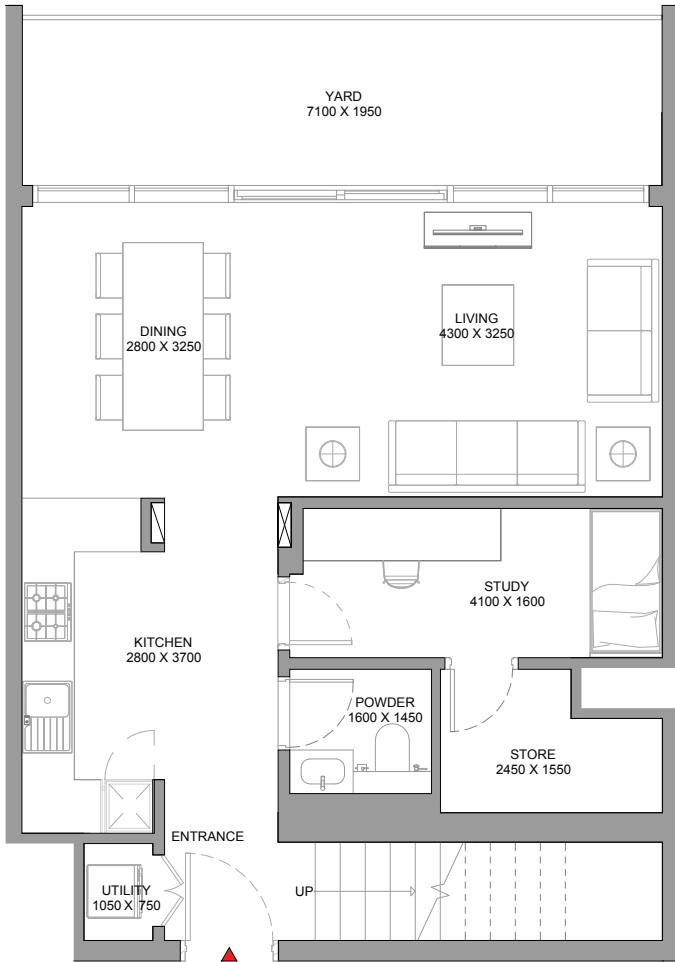 YARD
7100 X 1950
DINING
2800 X 3250
LIVING
4300 X 3250
STUDY
4100 X 1600
KITCHEN
2800 X 3700
POWDER
1600 X 1450
STORE
2450 X 1550
ENTRANCE
UTILITY
1050 X 750
UP